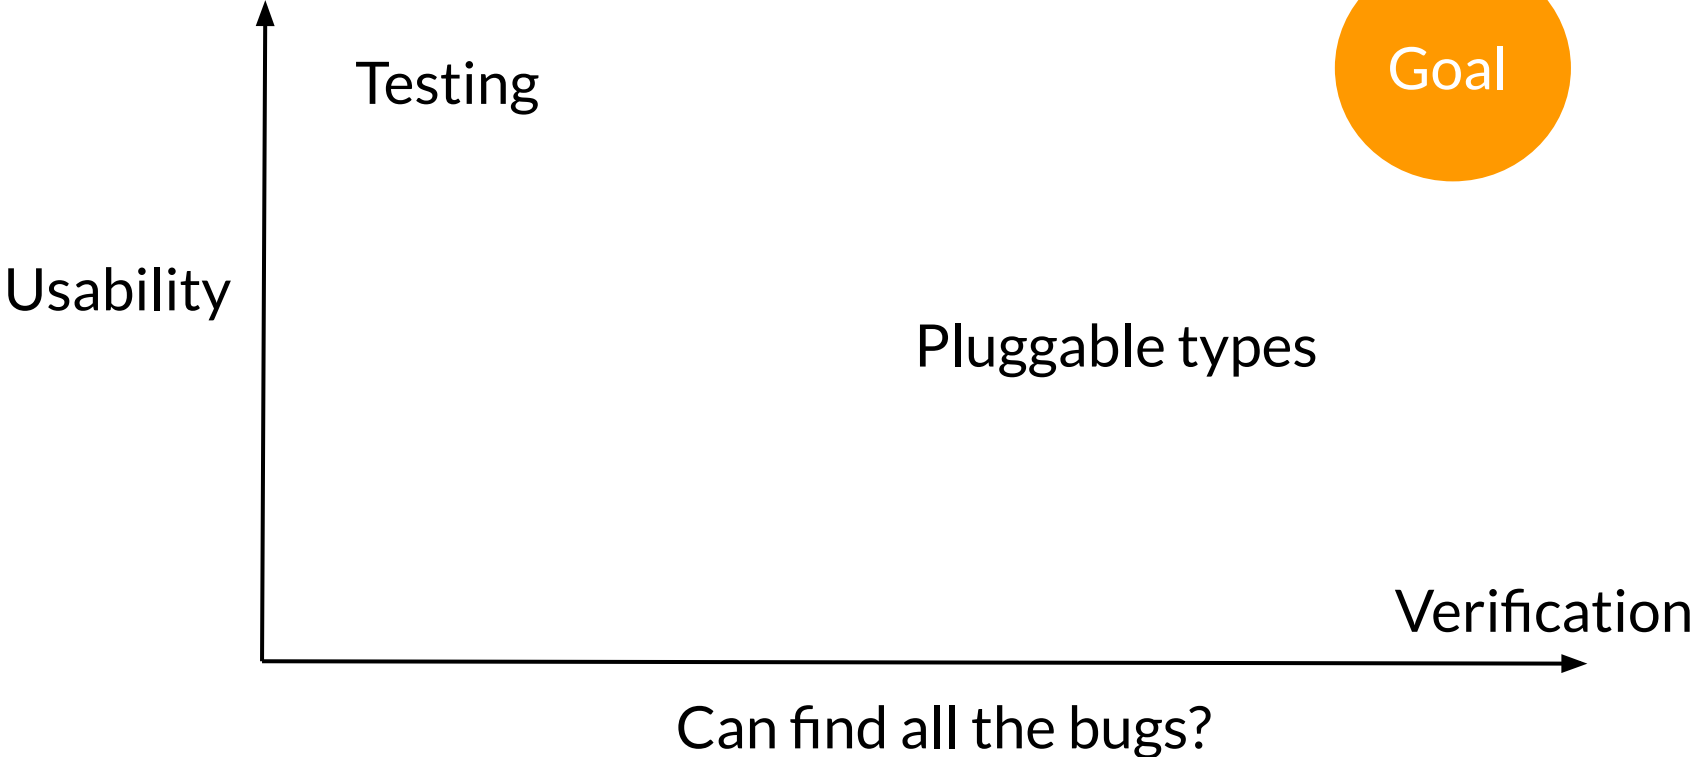 Testing
Goal
Usability
Pluggable types
Verification
Can find all the bugs?